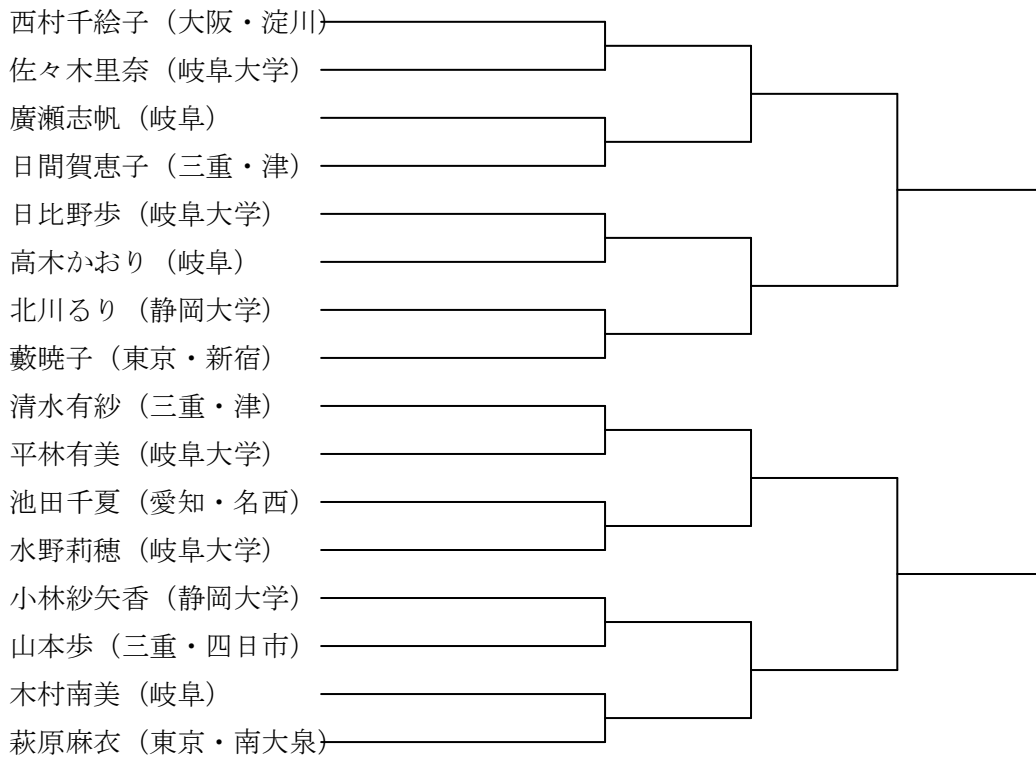 西村千絵子（大阪・淀川）
佐々木里奈（岐阜大学）
廣瀬志帆（岐阜）
日間賀恵子（三重・津）
日比野歩（岐阜大学）
高木かおり（岐阜）
北川るり（静岡大学）
藪暁子（東京・新宿）
清水有紗（三重・津）
平林有美（岐阜大学）
池田千夏（愛知・名西）
水野莉穂（岐阜大学）
小林紗矢香（静岡大学）
山本歩（三重・四日市）
木村南美（岐阜）
萩原麻衣（東京・南大泉）